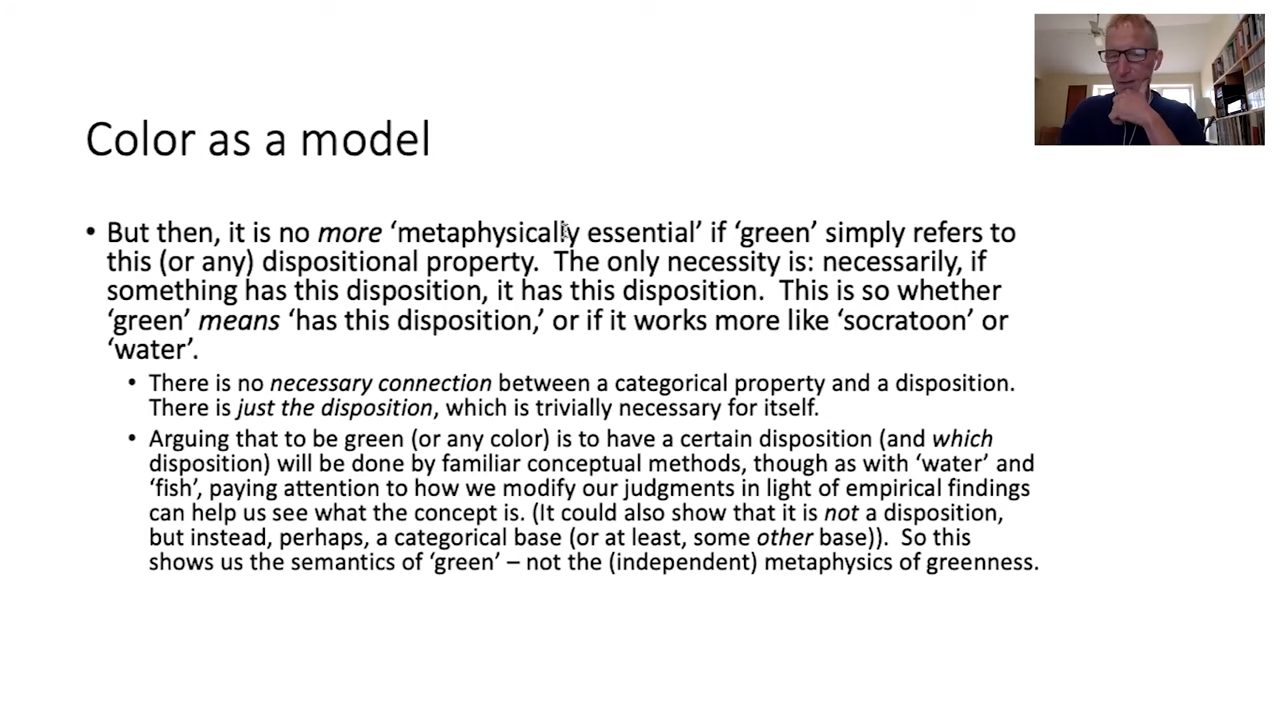 Color as a model
• But then, it is no more ‘metaphysically essential’ if ‘green’ simply refers to
this (or any) dispositional property.  The only necessity is: necessarily, if
something has this disposition, it has this disposition.  This is so whether
‘green’ means ‘has this disposition,’ or if it works more like ‘socratoon’ or
‘water’.
• There is no necessary connection between a categorical property and a disposition.
There is just the disposition, which is trivially necessary for itself.
• Arguing that to be green (or any color) is to have a certain disposition (and which
disposition) will be done by familiar conceptual methods, though as with ‘water’ and
‘fish’, paying attention to how we modify our judgments in light of empirical findings
can help us see what the concept is. (It could also show that it is not a disposition,
but instead, perhaps, a categorical base (or at least, some other base)).  So this
shows us the semantics of ‘green’ – not the (independent) metaphysics of greenness.